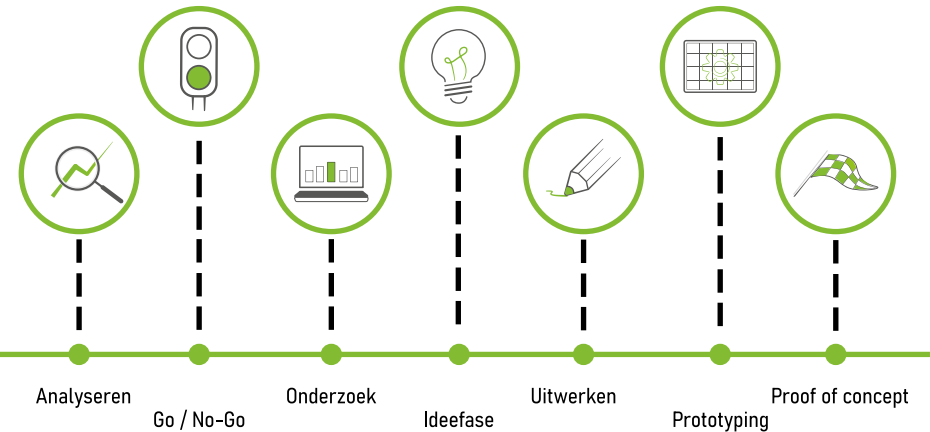 Analyseren
Go / No-Go
Onderzoek
Ideefase
Uitwerken
Prototyping
Proof of concept